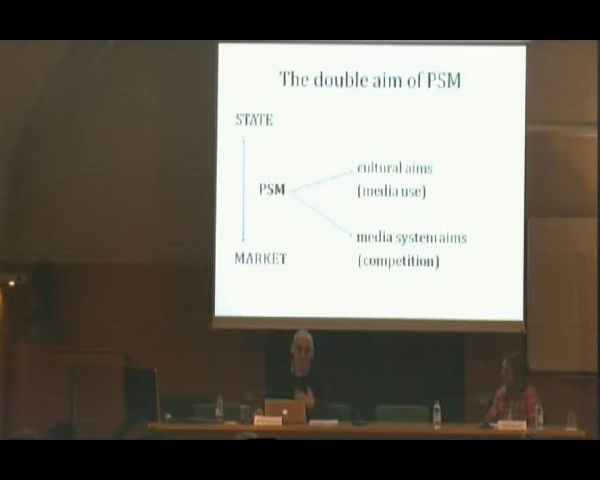 The double aim of PSM
STATE
cultural aims
PSM
(media use)
media system aims
MARKET
(competition)